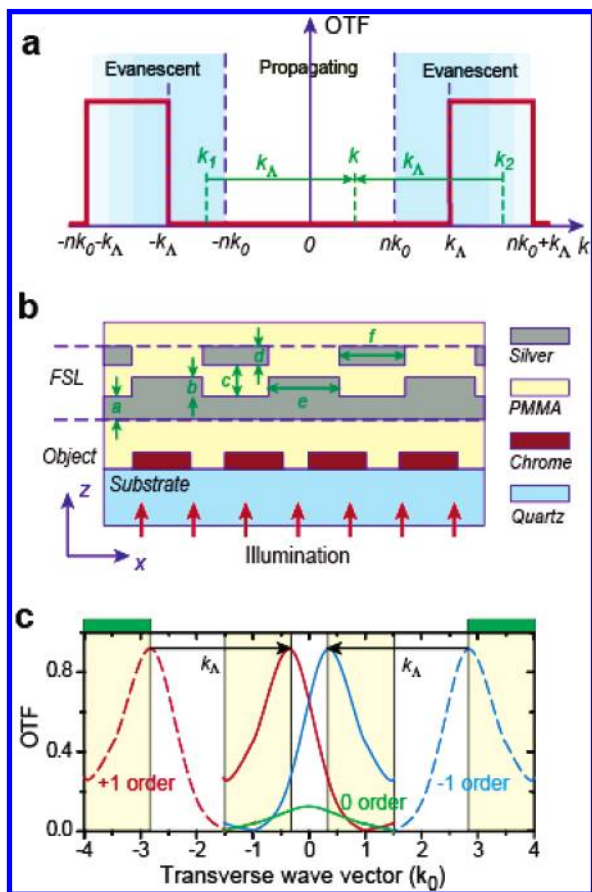 a
OTF
Evanescent Propagating Evanescent
k1 kΛ k kΛ k2
-nk0-kΛ -kΛ -nk0 0 nk0 kΛ nk0+kΛ k
b
FSL
a b c d e f
Object
Substrate
z
x
Illumination
Silver
PMMA
Chrome
Quartz
c
OTF
0.8
0.4
0.0
kΛ kΛ
+1 order 0 order -1 order
-4 -3 -2 -1 0 1 2 3 4
Transverse wave vector (k0)